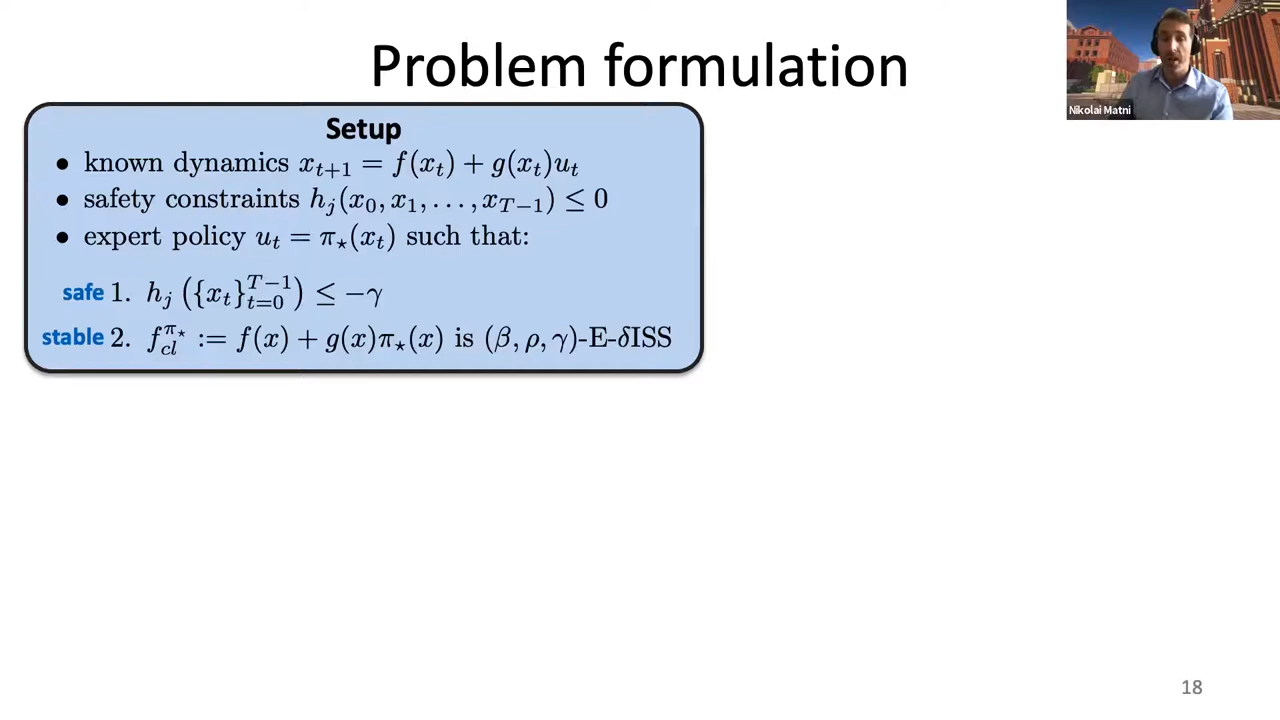 Problem formulation
Nikolai Matni
Setup
• known dynamics x_{t+1} = f(x_t) + g(x_t)u_t
• safety constraints h_j(x_0, x_1, . . . , x_{T−1}) ≤ 0
• expert policy u_t = π_⋆(x_t) such that:
safe 1. h_j ({x_t}_{t=0}^{T−1}) ≤ −γ
stable 2. f_{cl}^{π_⋆} := f(x) + g(x)π_⋆(x) is (β, ρ, γ)-E-δISS
18